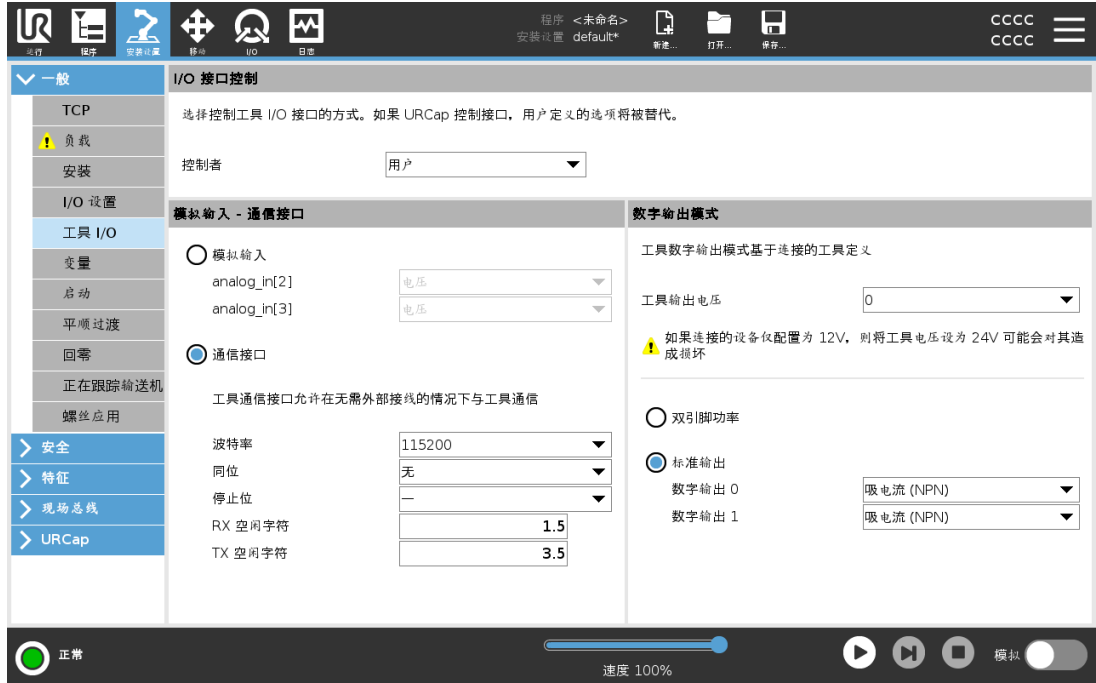 程序 <未命名>
安装设置 default*
CCCC
CCCC
运行 程序 安装设置 移动 I/O 日志 新建... 打开... 保存...
一般
TCP
负载
安装
I/O 设置
工具 I/O
变量
启动
平顺过渡
回零
正在跟踪输送机
螺丝应用
安全
特征
现场总线
URCap
I/O 接口控制
选择控制工具 I/O 接口的方式。如果 URCap 控制接口，用户定义的选项将被替代。
控制者 用户
模拟输入 - 通信接口
模拟输入
analog_in[2] 电压
analog_in[3] 电压
通信接口
工具通信接口允许在无需外部接线的情况下与工具通信
波特率 115200
同位 无
停止位 一
RX 空闲字符 1.5
TX 空闲字符 3.5
数字输出模式
工具数字输出模式基于连接的工具定义
工具输出电压 0
如果连接的设备仅配置为 12V，则将工具电压设为 24V 可能会对其造
成损坏
双引脚功率
标准输出
数字输出 0 吸电流 (NPN)
数字输出 1 吸电流 (NPN)
正常
速度 100%
模拟